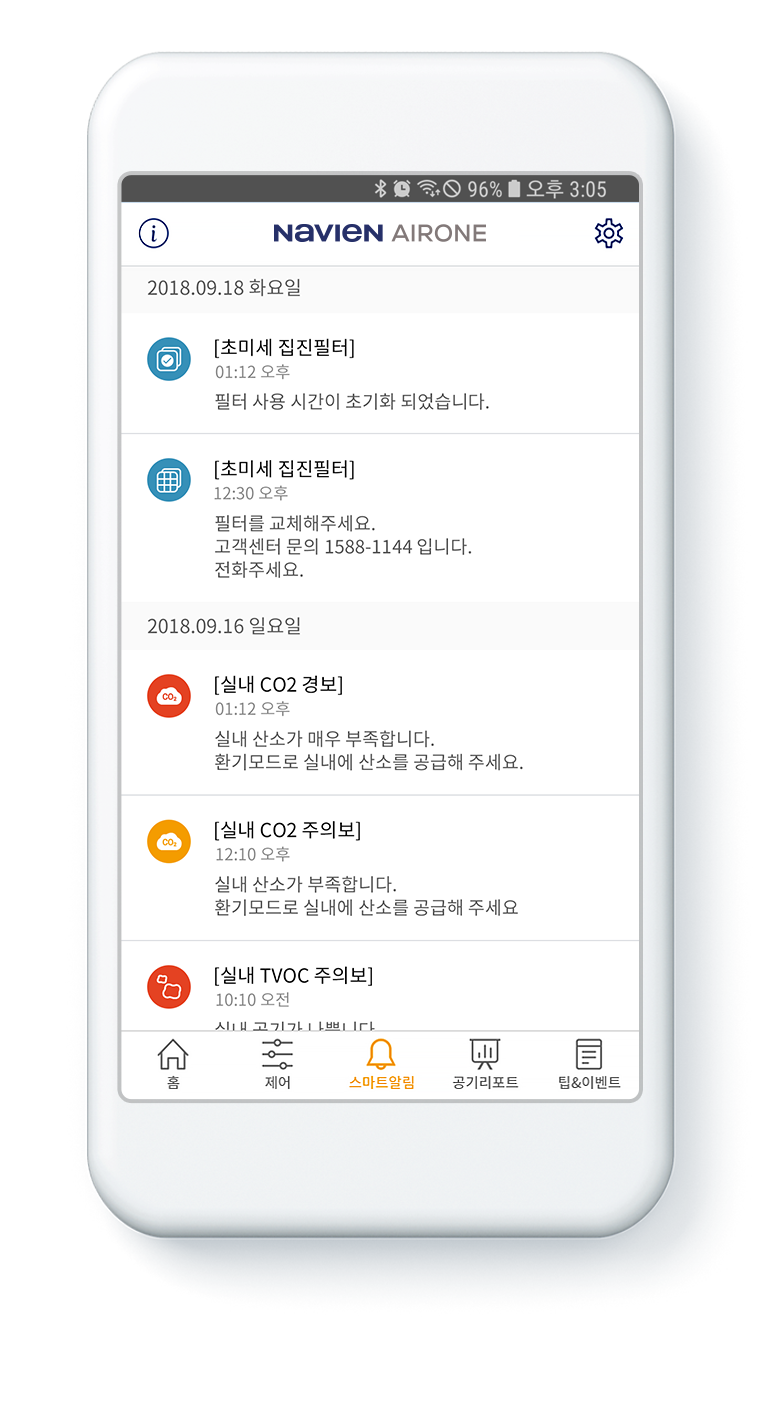 96% 오후 3:05
NAVIEN AIRONE
2018.09.18 화요일
[초미세 집진필터]
01:12 오후
필터 사용 시간이 초기화 되었습니다.
[초미세 집진필터]
12:30 오후
필터를 교체해주세요.
고객센터 문의 1588-1144 입니다.
전화주세요.
2018.09.16 일요일
[실내 CO2 경보]
CO₂
01:12 오후
실내 산소가 매우 부족합니다.
환기모드로 실내에 산소를 공급해 주세요.
[실내 CO2 주의보]
CO₂
12:10 오후
실내 산소가 부족합니다.
환기모드로 실내에 산소를 공급해 주세요
[실내 TVOC 주의보]
10:10 오전
실내 공기가 나쁩니다
홈 제어 스마트알림 공기리포트 팁&이벤트